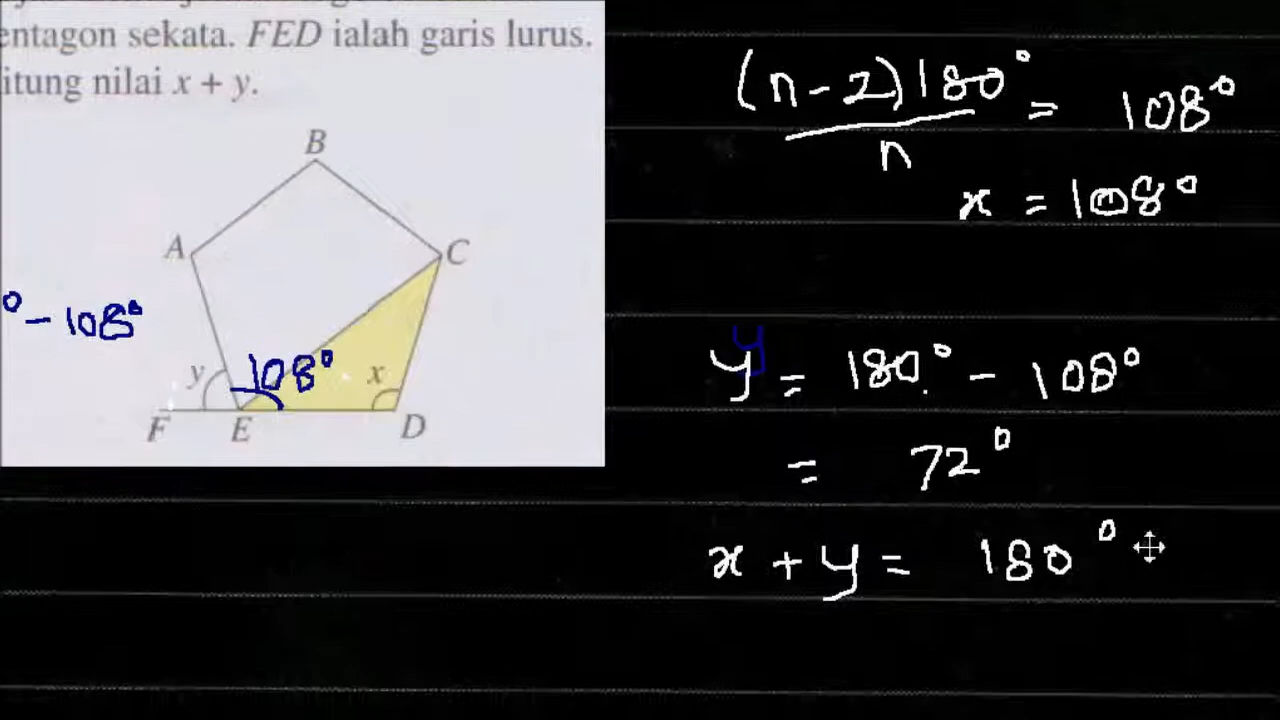 entagon sekata. FED ialah garis lurus.
itung nilai x + y.
B
A
C
° - 108°
y
108°
x
F
E
D
(n-2)180° / n = 108°
x = 108°
y
y = 180° - 108°
= 72°
x + y = 180°